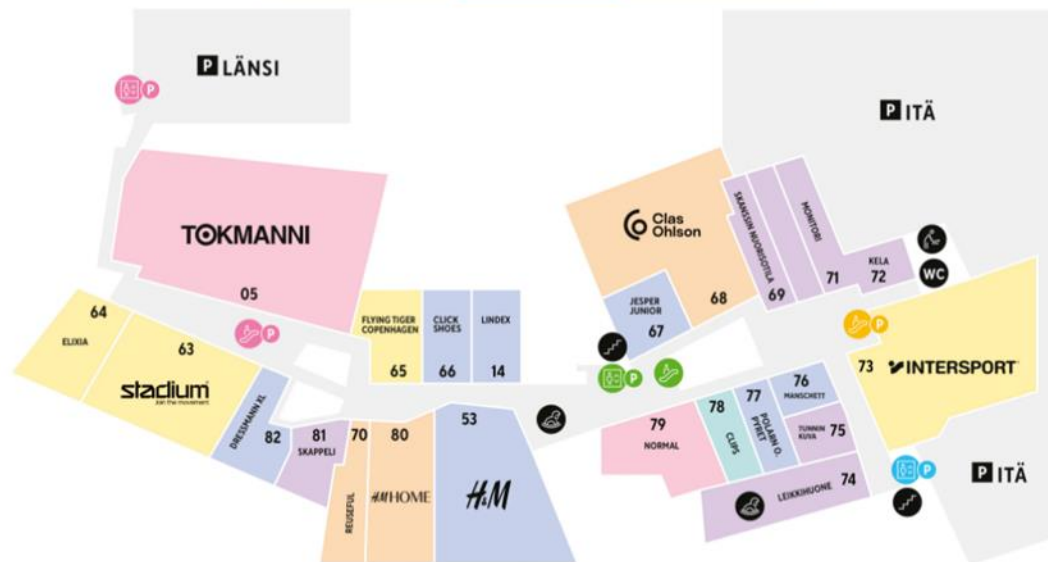 P LÄNSI
P
P ITÄ
TOKMANNI
05
P
Clas
Ohlson
68
SKANSSIN NUORISOTILA
69
MONITORI
71
KELA
72
WC
JESPER
JUNIOR
67
64
ELIXIA
63
stadium
Join the movement
DRESSMANN XL
82
81
SKAPPELI
FLYING TIGER
COPENHAGEN
65
CLICK
SHOES
66
LINDEX
14
P
P
73
INTERSPORT
70
REUSEFUL
80
H&M HOME
53
H&M
79
NORMAL
78
CLIPS
77
POLARN O.
PYRET
76
MANSCHETT
TUNNIN
KUVA
75
LEIKKIHUONE
74
P
P ITÄ